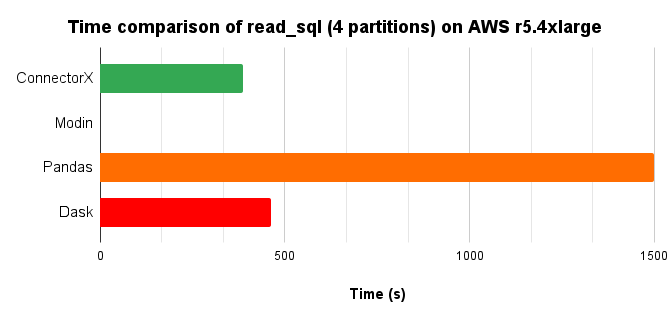 Time comparison of read_sql (4 partitions) on AWS r5.4xlarge
ConnectorX
Modin
Pandas
Dask
0 500 1000 1500
Time (s)